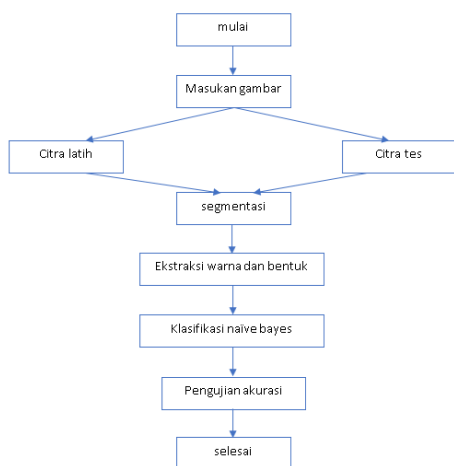 mulai
Masukan gambar
Citra latih
Citra tes
segmentasi
Ekstraksi warna dan bentuk
Klasifikasi naïve bayes
Pengujian akurasi
selesai